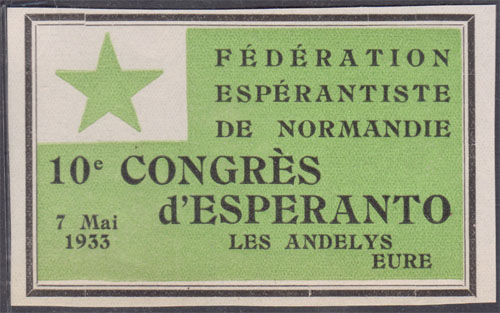 FÉDÉRATION
ESPÉRANTISTE
DE NORMANDIE
10e CONGRÈS
d'ESPERANTO
7 Mai
1933
LES ANDELYS
EURE